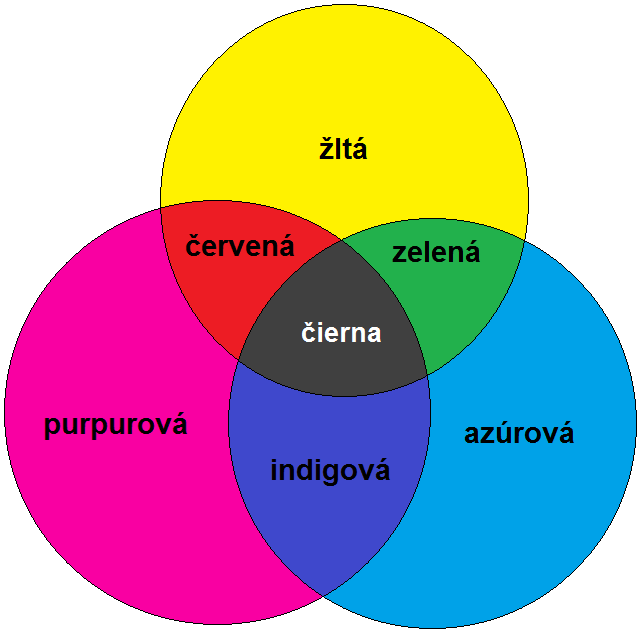 žltá
červená
zelená
čierna
purpurová
azúrová
indigová